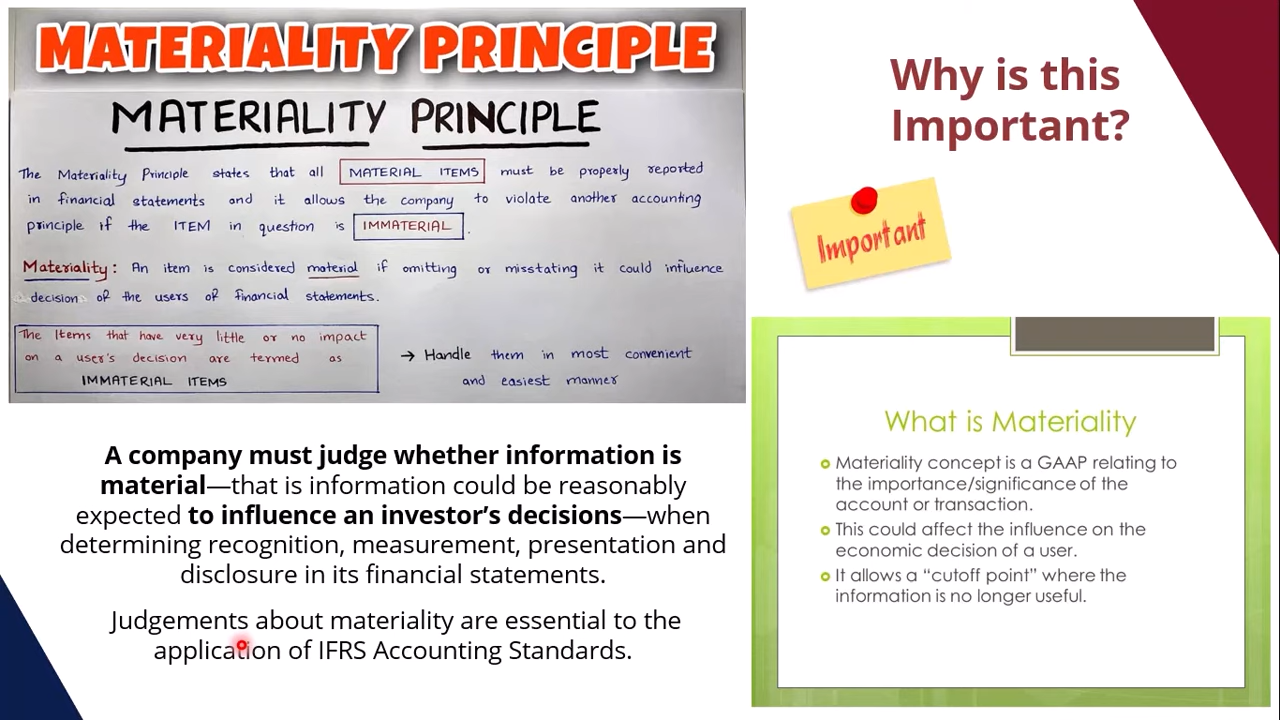 MATERIALITY PRINCIPLE
MATERIALITY PRINCIPLE
The Materiality Principle states that all MATERIAL ITEMS must be properly reported
in financial statements and it allows the company to violate another accounting
principle if the ITEM in question is IMMATERIAL.
Materiality: An item is considered material if omitting or misstating it could influence
decision of the users of financial statements.
The Items that have very little or no impact
on a user's decision are termed as
IMMATERIAL ITEMS
→ Handle them in most convenient
and easiest manner
A company must judge whether information is
material—that is information could be reasonably
expected to influence an investor's decisions—when
determining recognition, measurement, presentation and
disclosure in its financial statements.
Judgements about materiality are essential to the
application of IFRS Accounting Standards.
Why is this
Important?
Important
What is Materiality
Materiality concept is a GAAP relating to
the importance/significance of the
account or transaction.
This could affect the influence on the
economic decision of a user.
It allows a “cutoff point” where the
information is no longer useful.